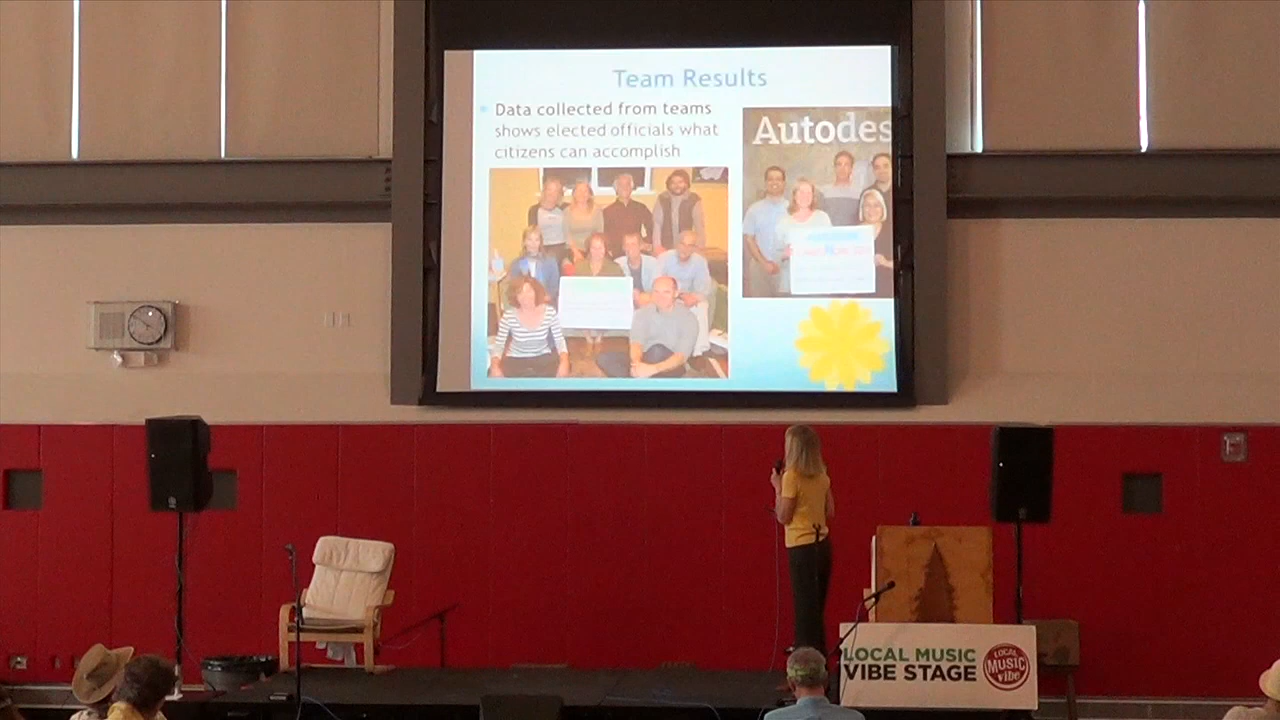 Team Results
Data collected from teams
shows elected officials what
citizens can accomplish
Autodes
LOCAL MUSIC
VIBE STAGE
LOCAL
MUSIC
vibe